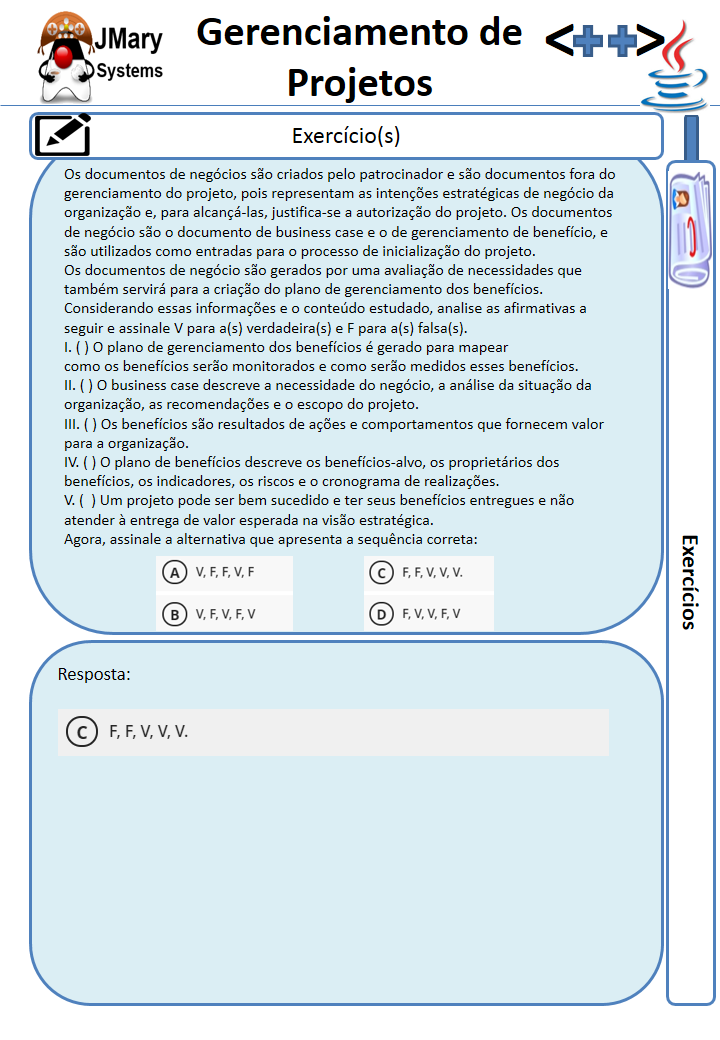 JMary
Systems
Gerenciamento de
Projetos
<++>
Exercício(s)
Os documentos de negócios são criados pelo patrocinador e são documentos fora do
gerenciamento do projeto, pois representam as intenções estratégicas de negócio da
organização e, para alcançá-las, justifica-se a autorização do projeto. Os documentos
de negócio são o documento de business case e o de gerenciamento de benefício, e
são utilizados como entradas para o processo de inicialização do projeto.
Os documentos de negócio são gerados por uma avaliação de necessidades que
também servirá para a criação do plano de gerenciamento dos benefícios.
Considerando essas informações e o conteúdo estudado, analise as afirmativas a
seguir e assinale V para a(s) verdadeira(s) e F para a(s) falsa(s).
I. ( ) O plano de gerenciamento dos benefícios é gerado para mapear
como os benefícios serão monitorados e como serão medidos esses benefícios.
II. ( ) O business case descreve a necessidade do negócio, a análise da situação da
organização, as recomendações e o escopo do projeto.
III. ( ) Os benefícios são resultados de ações e comportamentos que fornecem valor
para a organização.
IV. ( ) O plano de benefícios descreve os benefícios-alvo, os proprietários dos
benefícios, os indicadores, os riscos e o cronograma de realizações.
V. (  ) Um projeto pode ser bem sucedido e ter seus benefícios entregues e não
atender à entrega de valor esperada na visão estratégica.
Agora, assinale a alternativa que apresenta a sequência correta:
A V, F, F, V, F
C F, F, V, V, V.
B V, F, V, F, V
D F, V, V, F, V
Resposta:
C F, F, V, V, V.
Exercícios